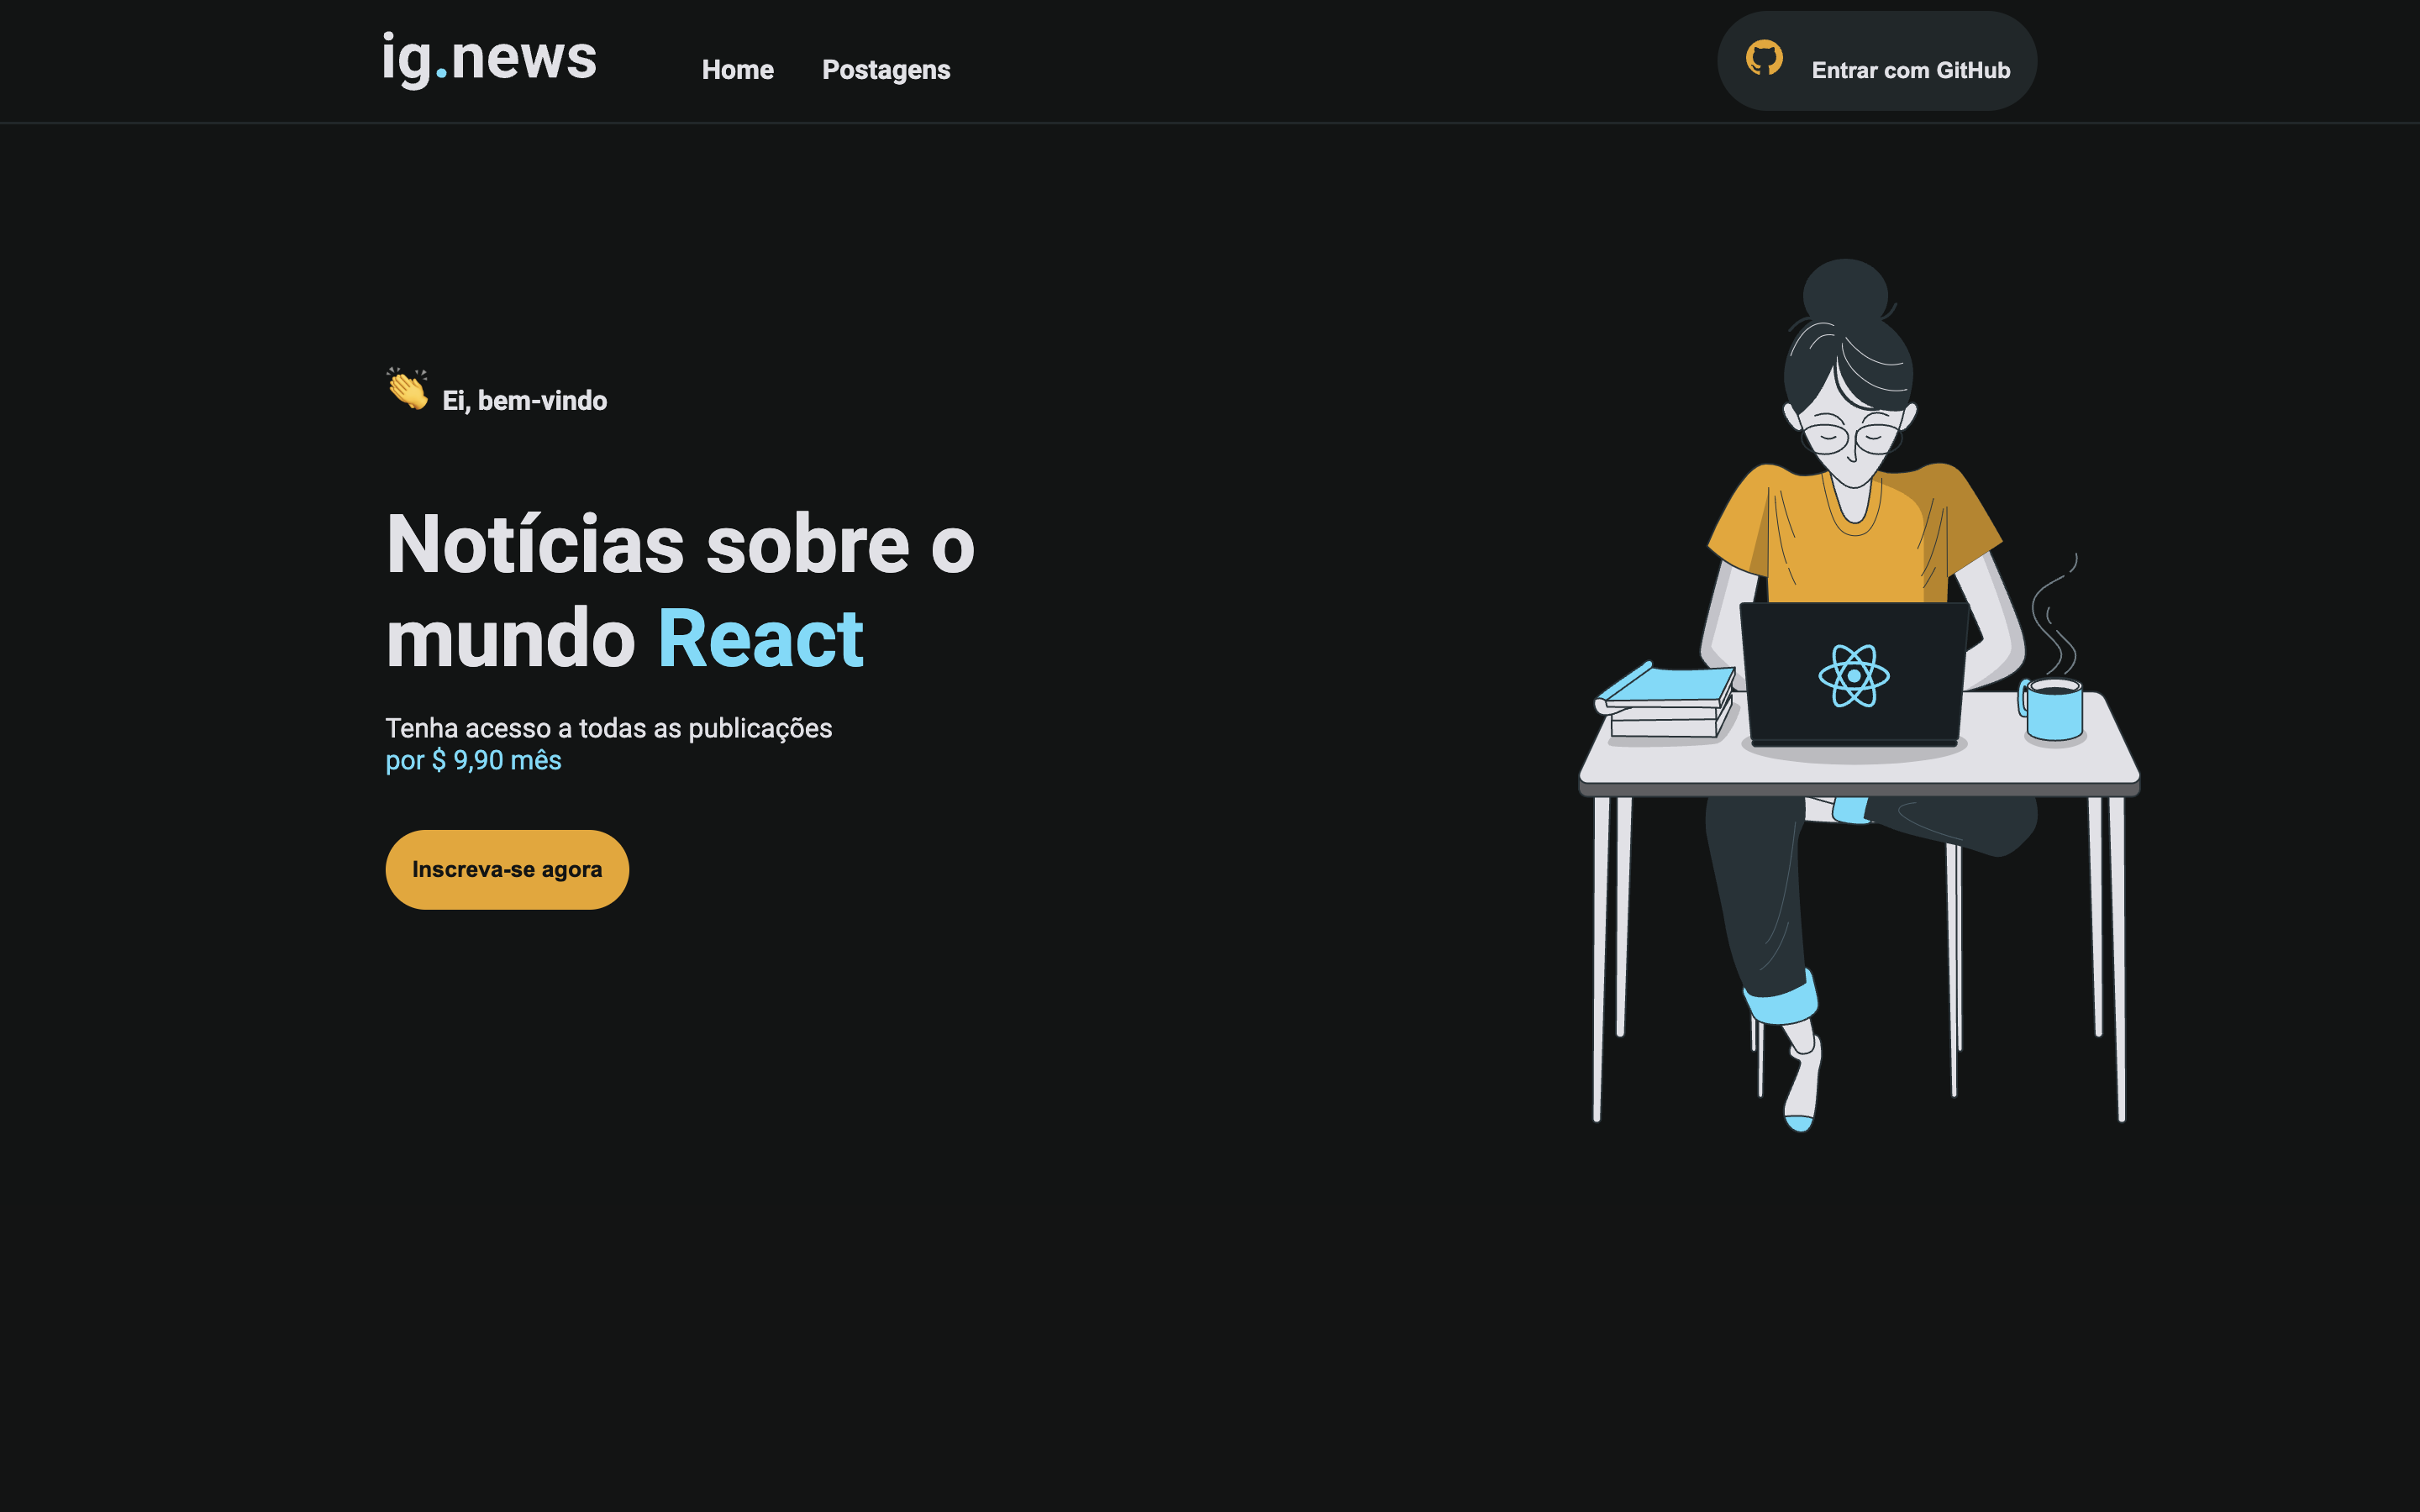 ig.news
Home
Postagens
Entrar com GitHub
👏 Ei, bem-vindo
Notícias sobre o
mundo React
Tenha acesso a todas as publicações
por $ 9,90 mês
Inscreva-se agora